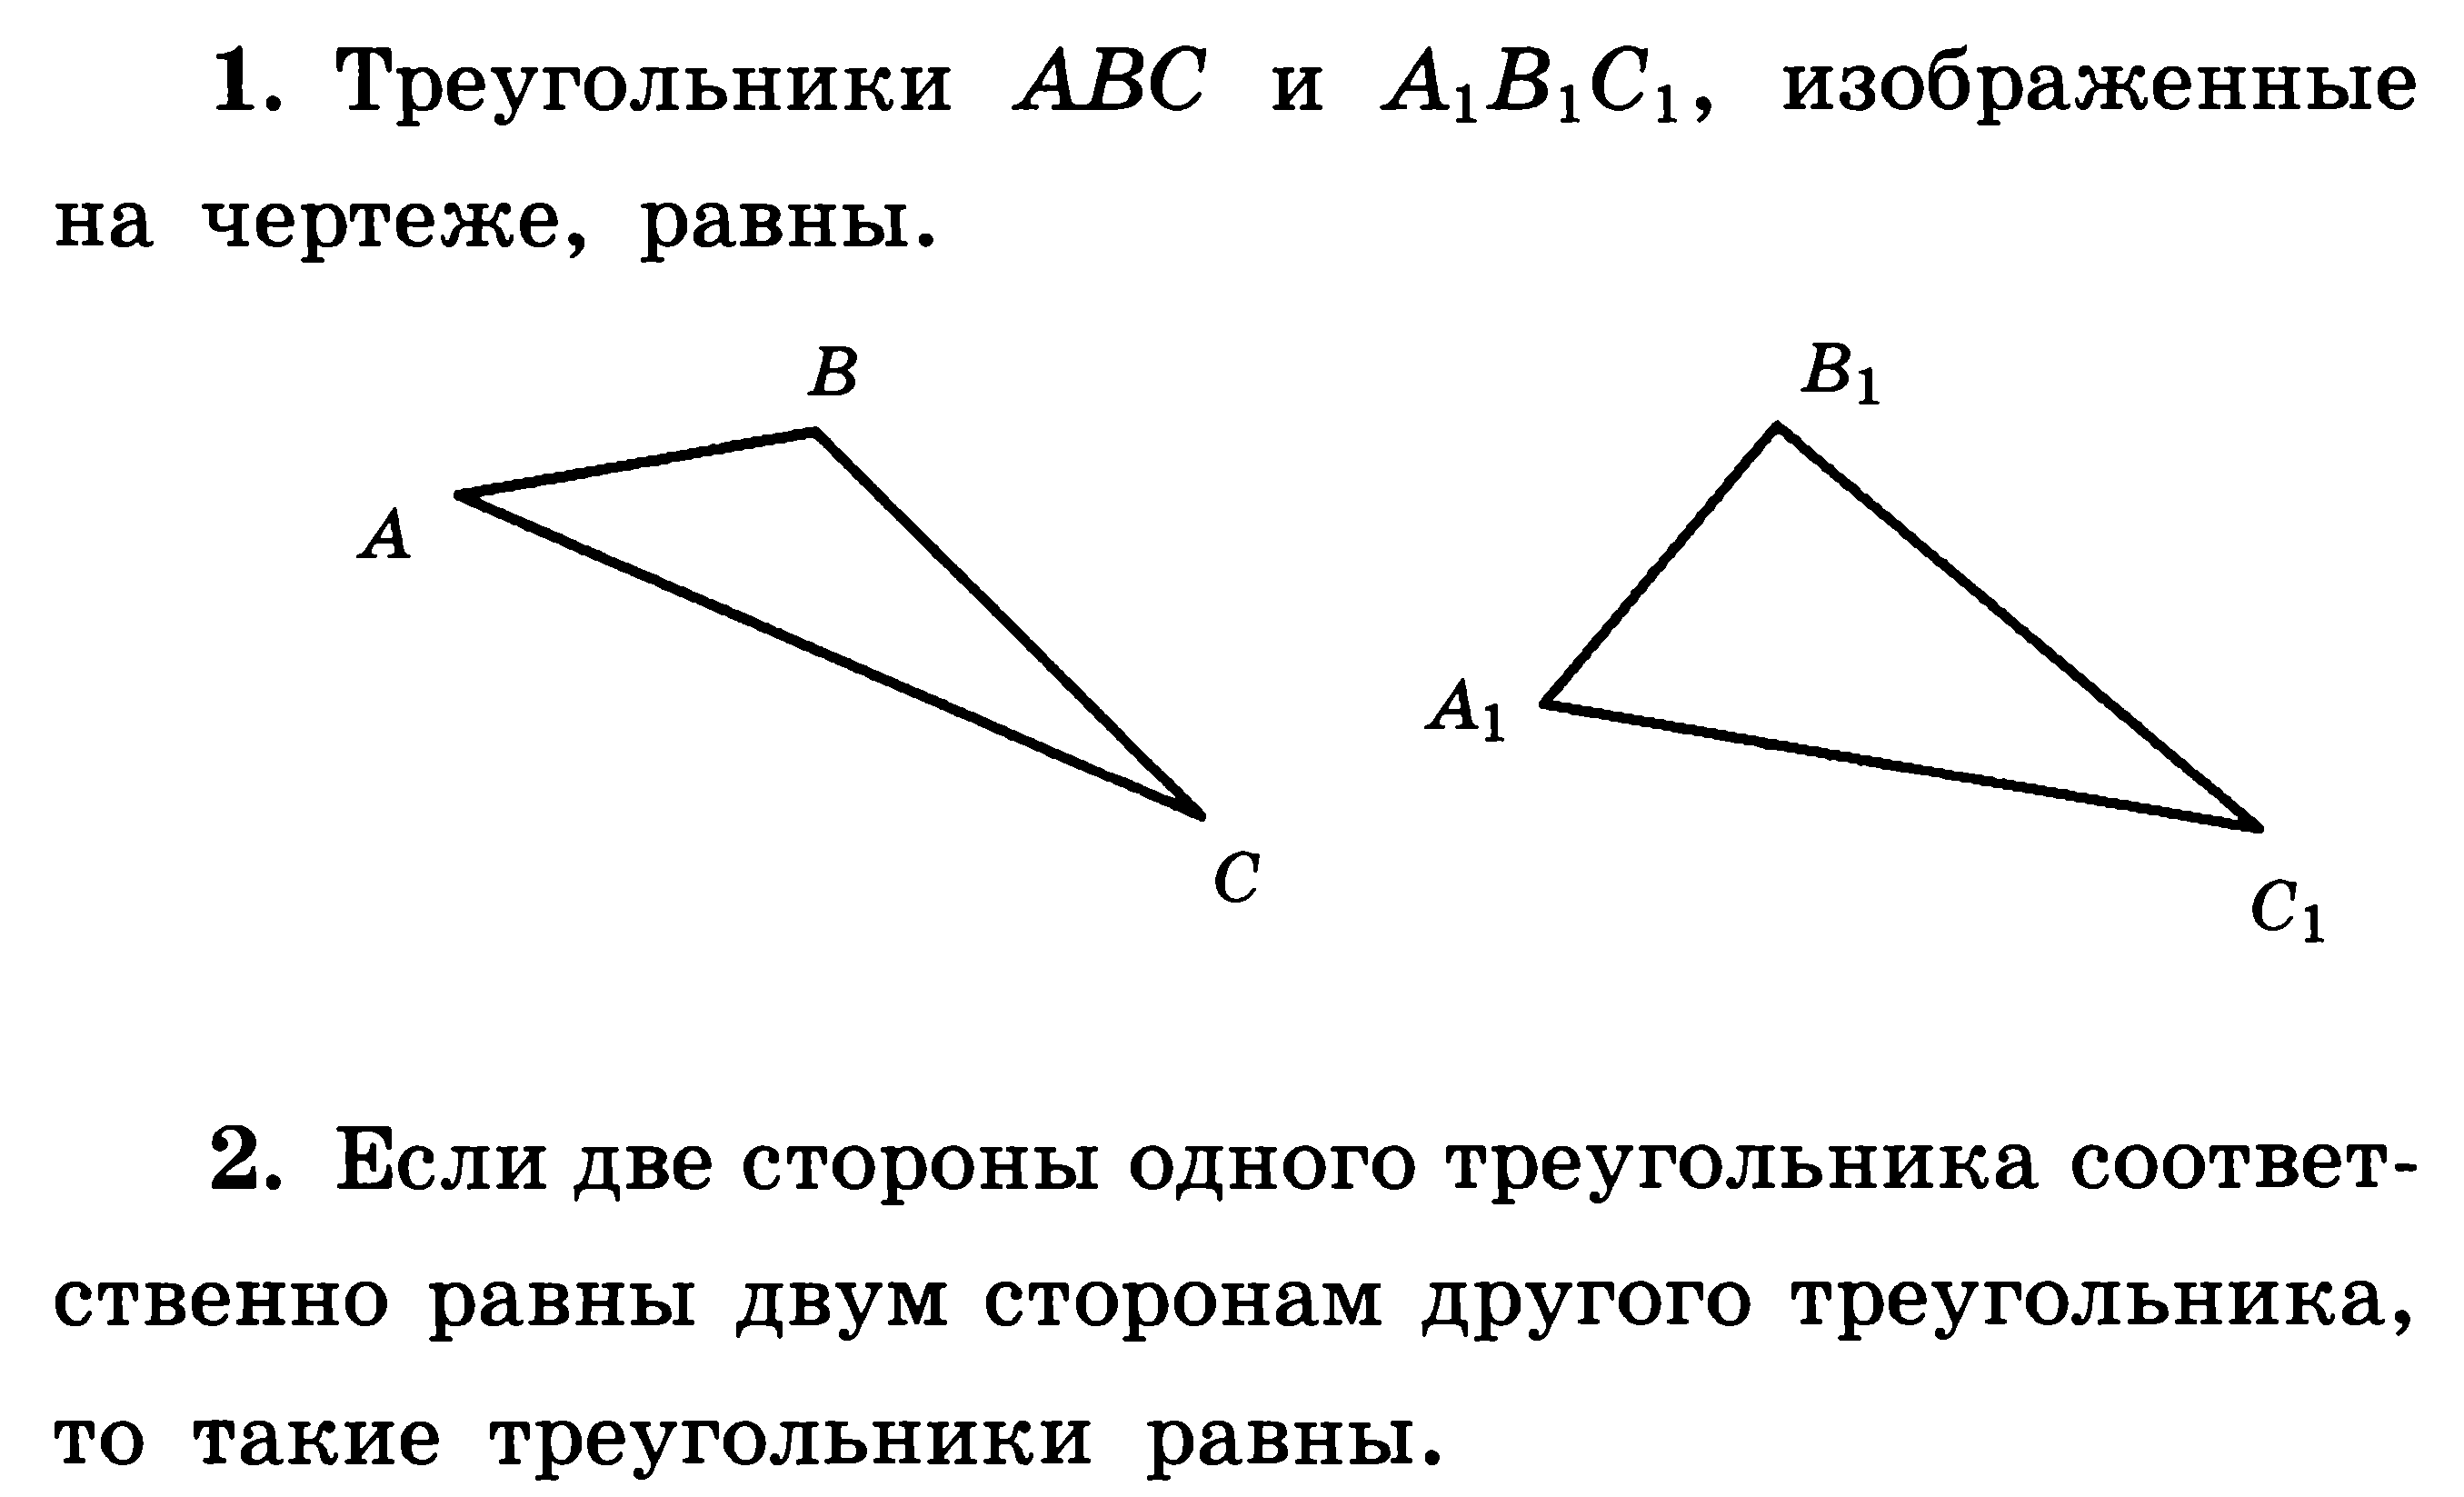 1. Треугольники ABC и A₁B₁C₁, изображенные
на чертеже, равны.
B
B₁
A
A₁
C
C₁
2. Если две стороны одного треугольника соответ-
ственно равны двум сторонам другого треугольника,
то такие треугольники равны.